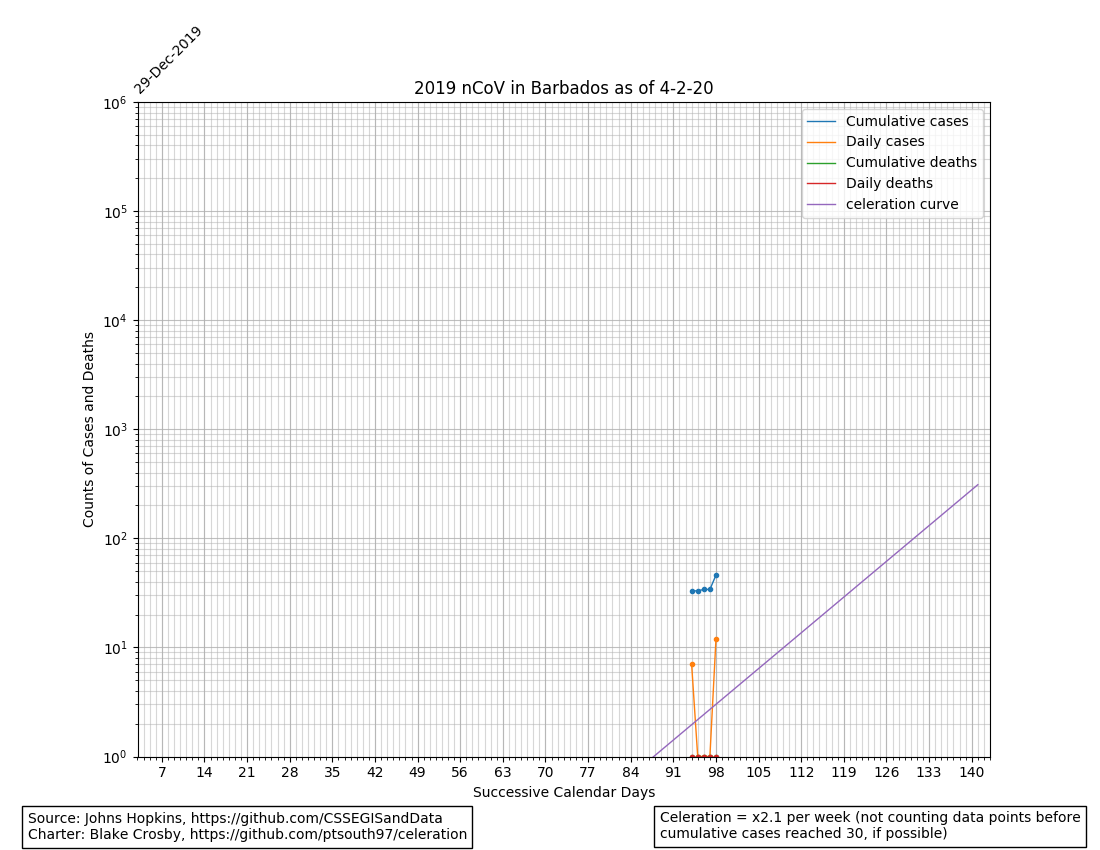 29-Dec-2019
2019 nCoV in Barbados as of 4-2-20
10^6
10^5
10^4
10^3
10^2
10^1
10^0
Counts of Cases and Deaths
Cumulative cases
Daily cases
Cumulative deaths
Daily deaths
celeration curve
7 14 21 28 35 42 49 56 63 70 77 84 91 98 105 112 119 126 133 140
Successive Calendar Days
Source: Johns Hopkins, https://github.com/CSSEGISandData
Charter: Blake Crosby, https://github.com/ptsouth97/celeration
Celeration = x2.1 per week (not counting data points before
cumulative cases reached 30, if possible)